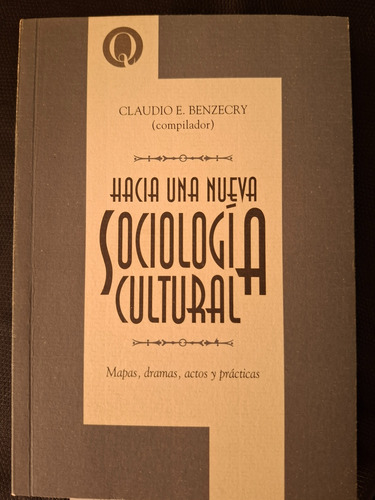 Q
CLAUDIO E. BENZECRY
(compilador)
HACIA UNA NUEVA
SOCIOLOGÍA
CULTURAL
Mapas, dramas, actos y prácticas